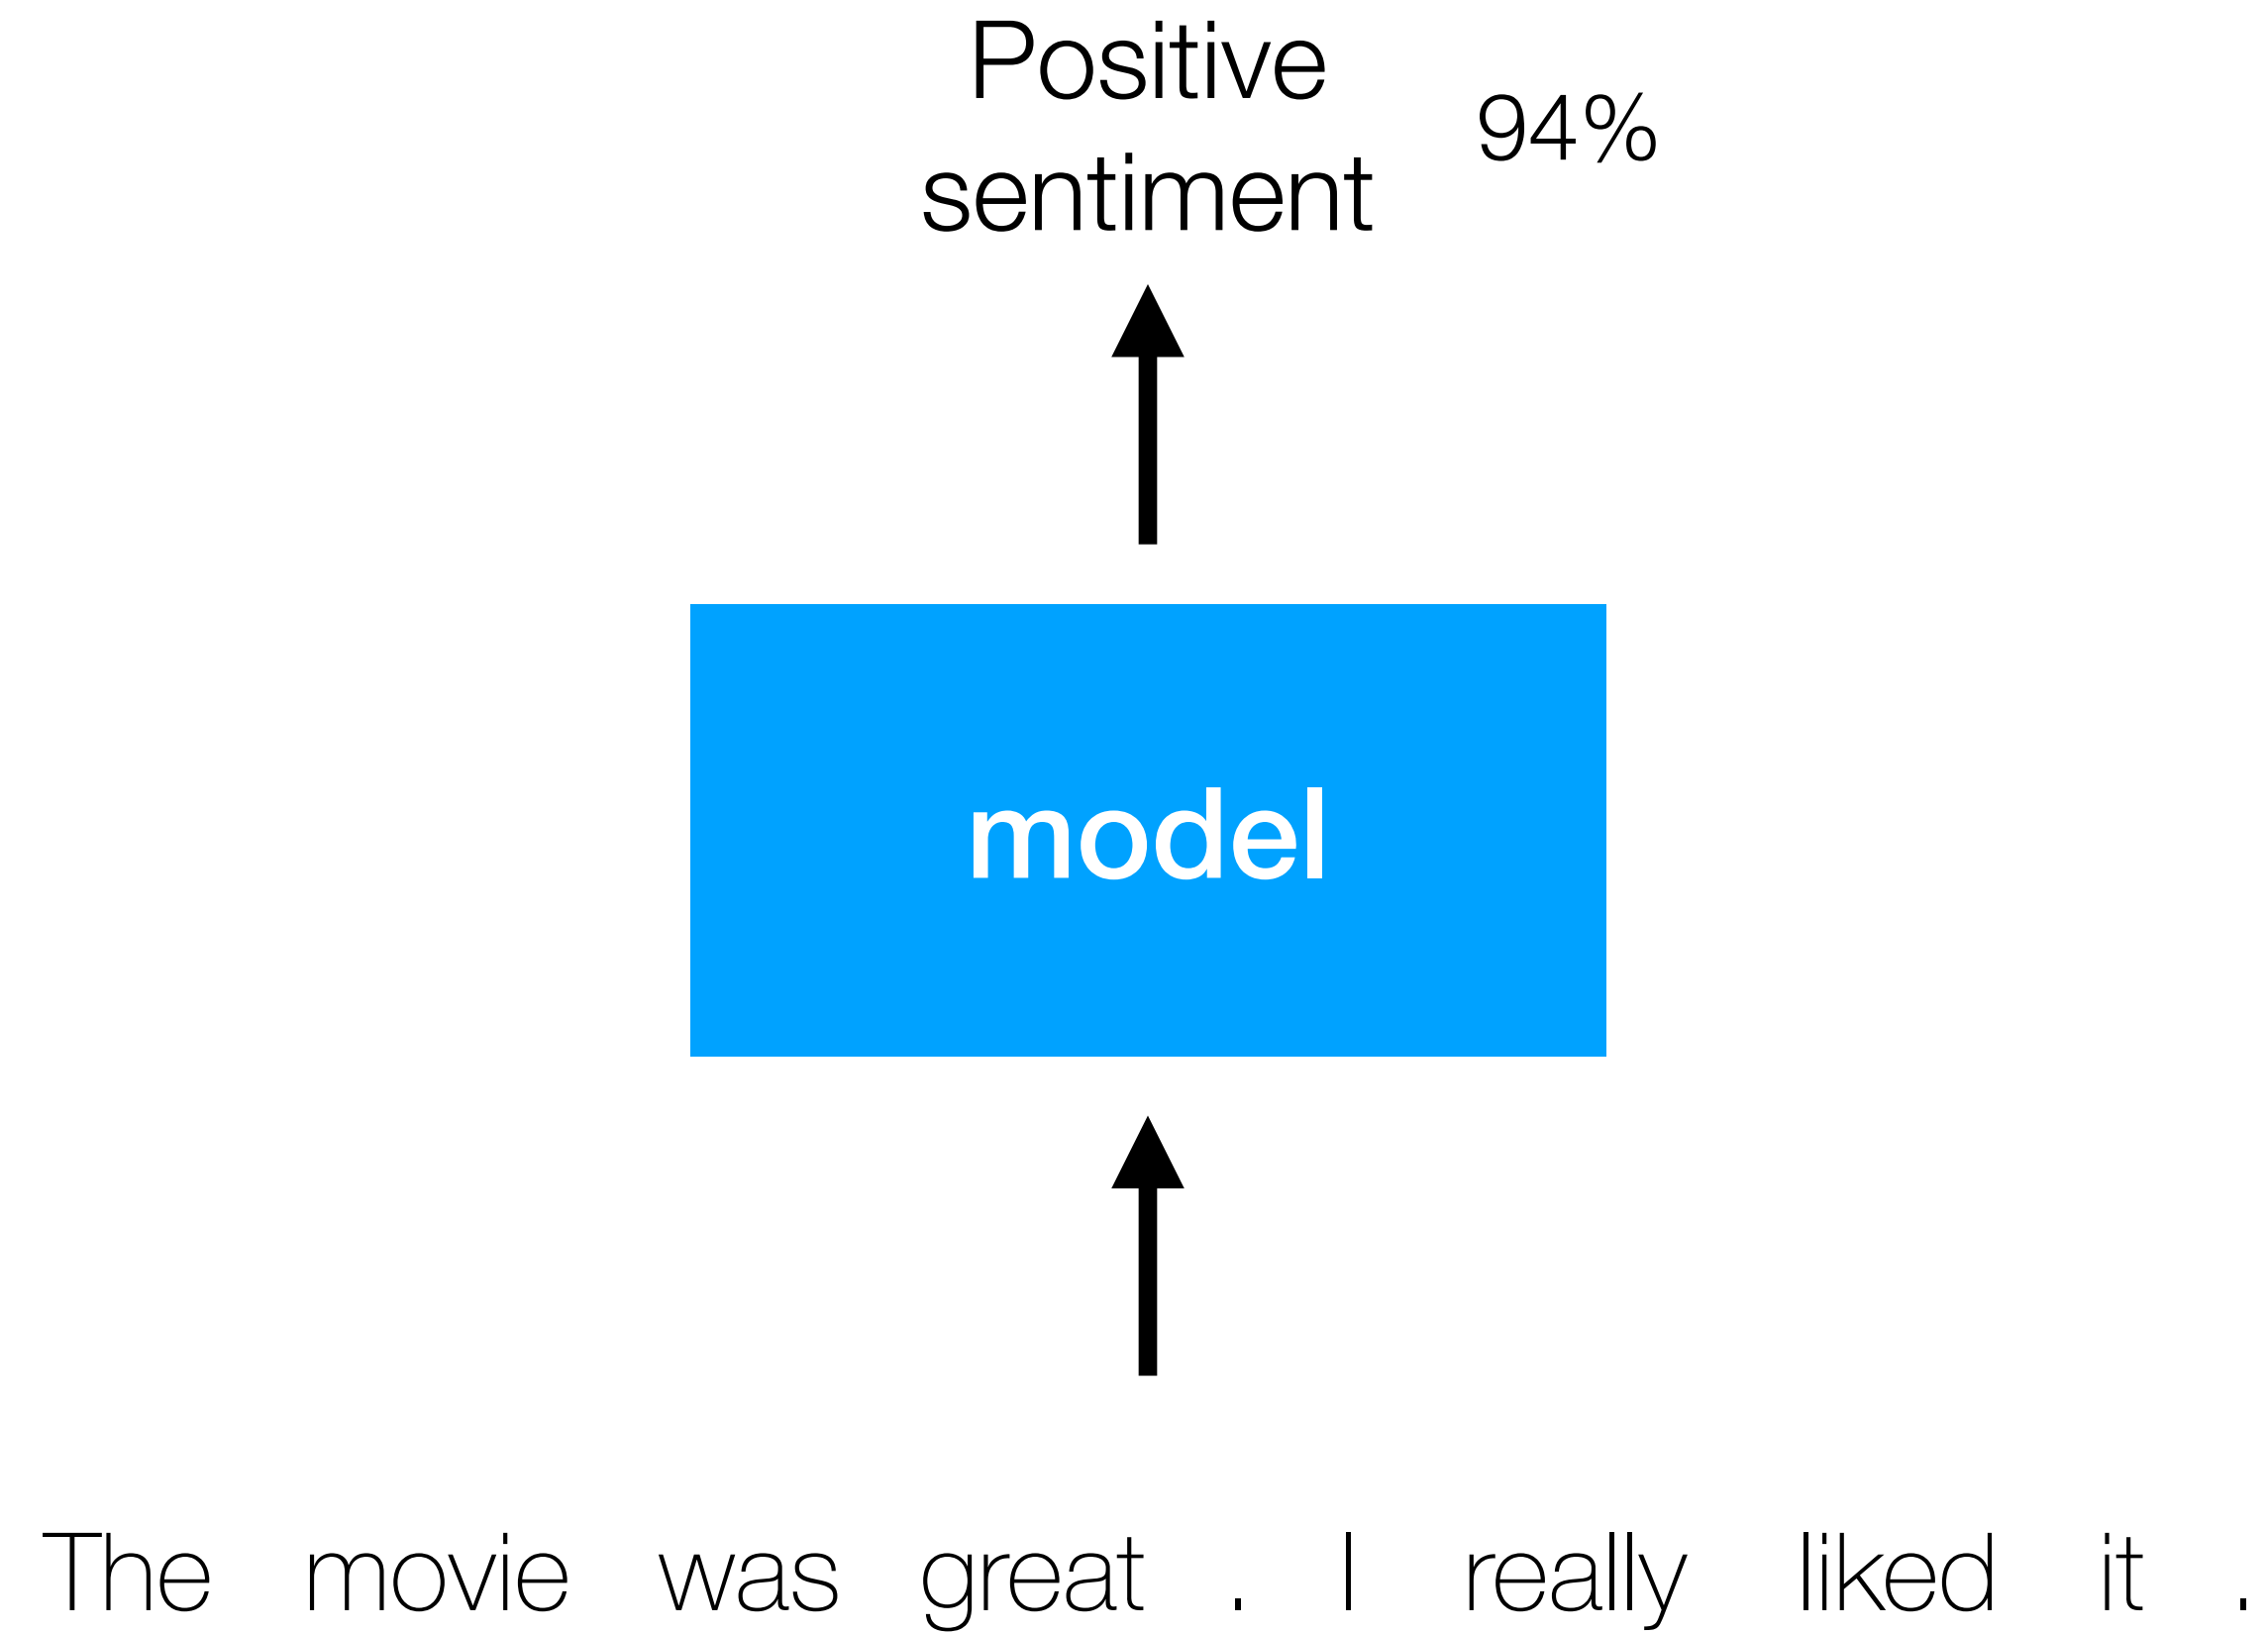 Positive
sentiment
94%
model
The movie was great . I really liked it .